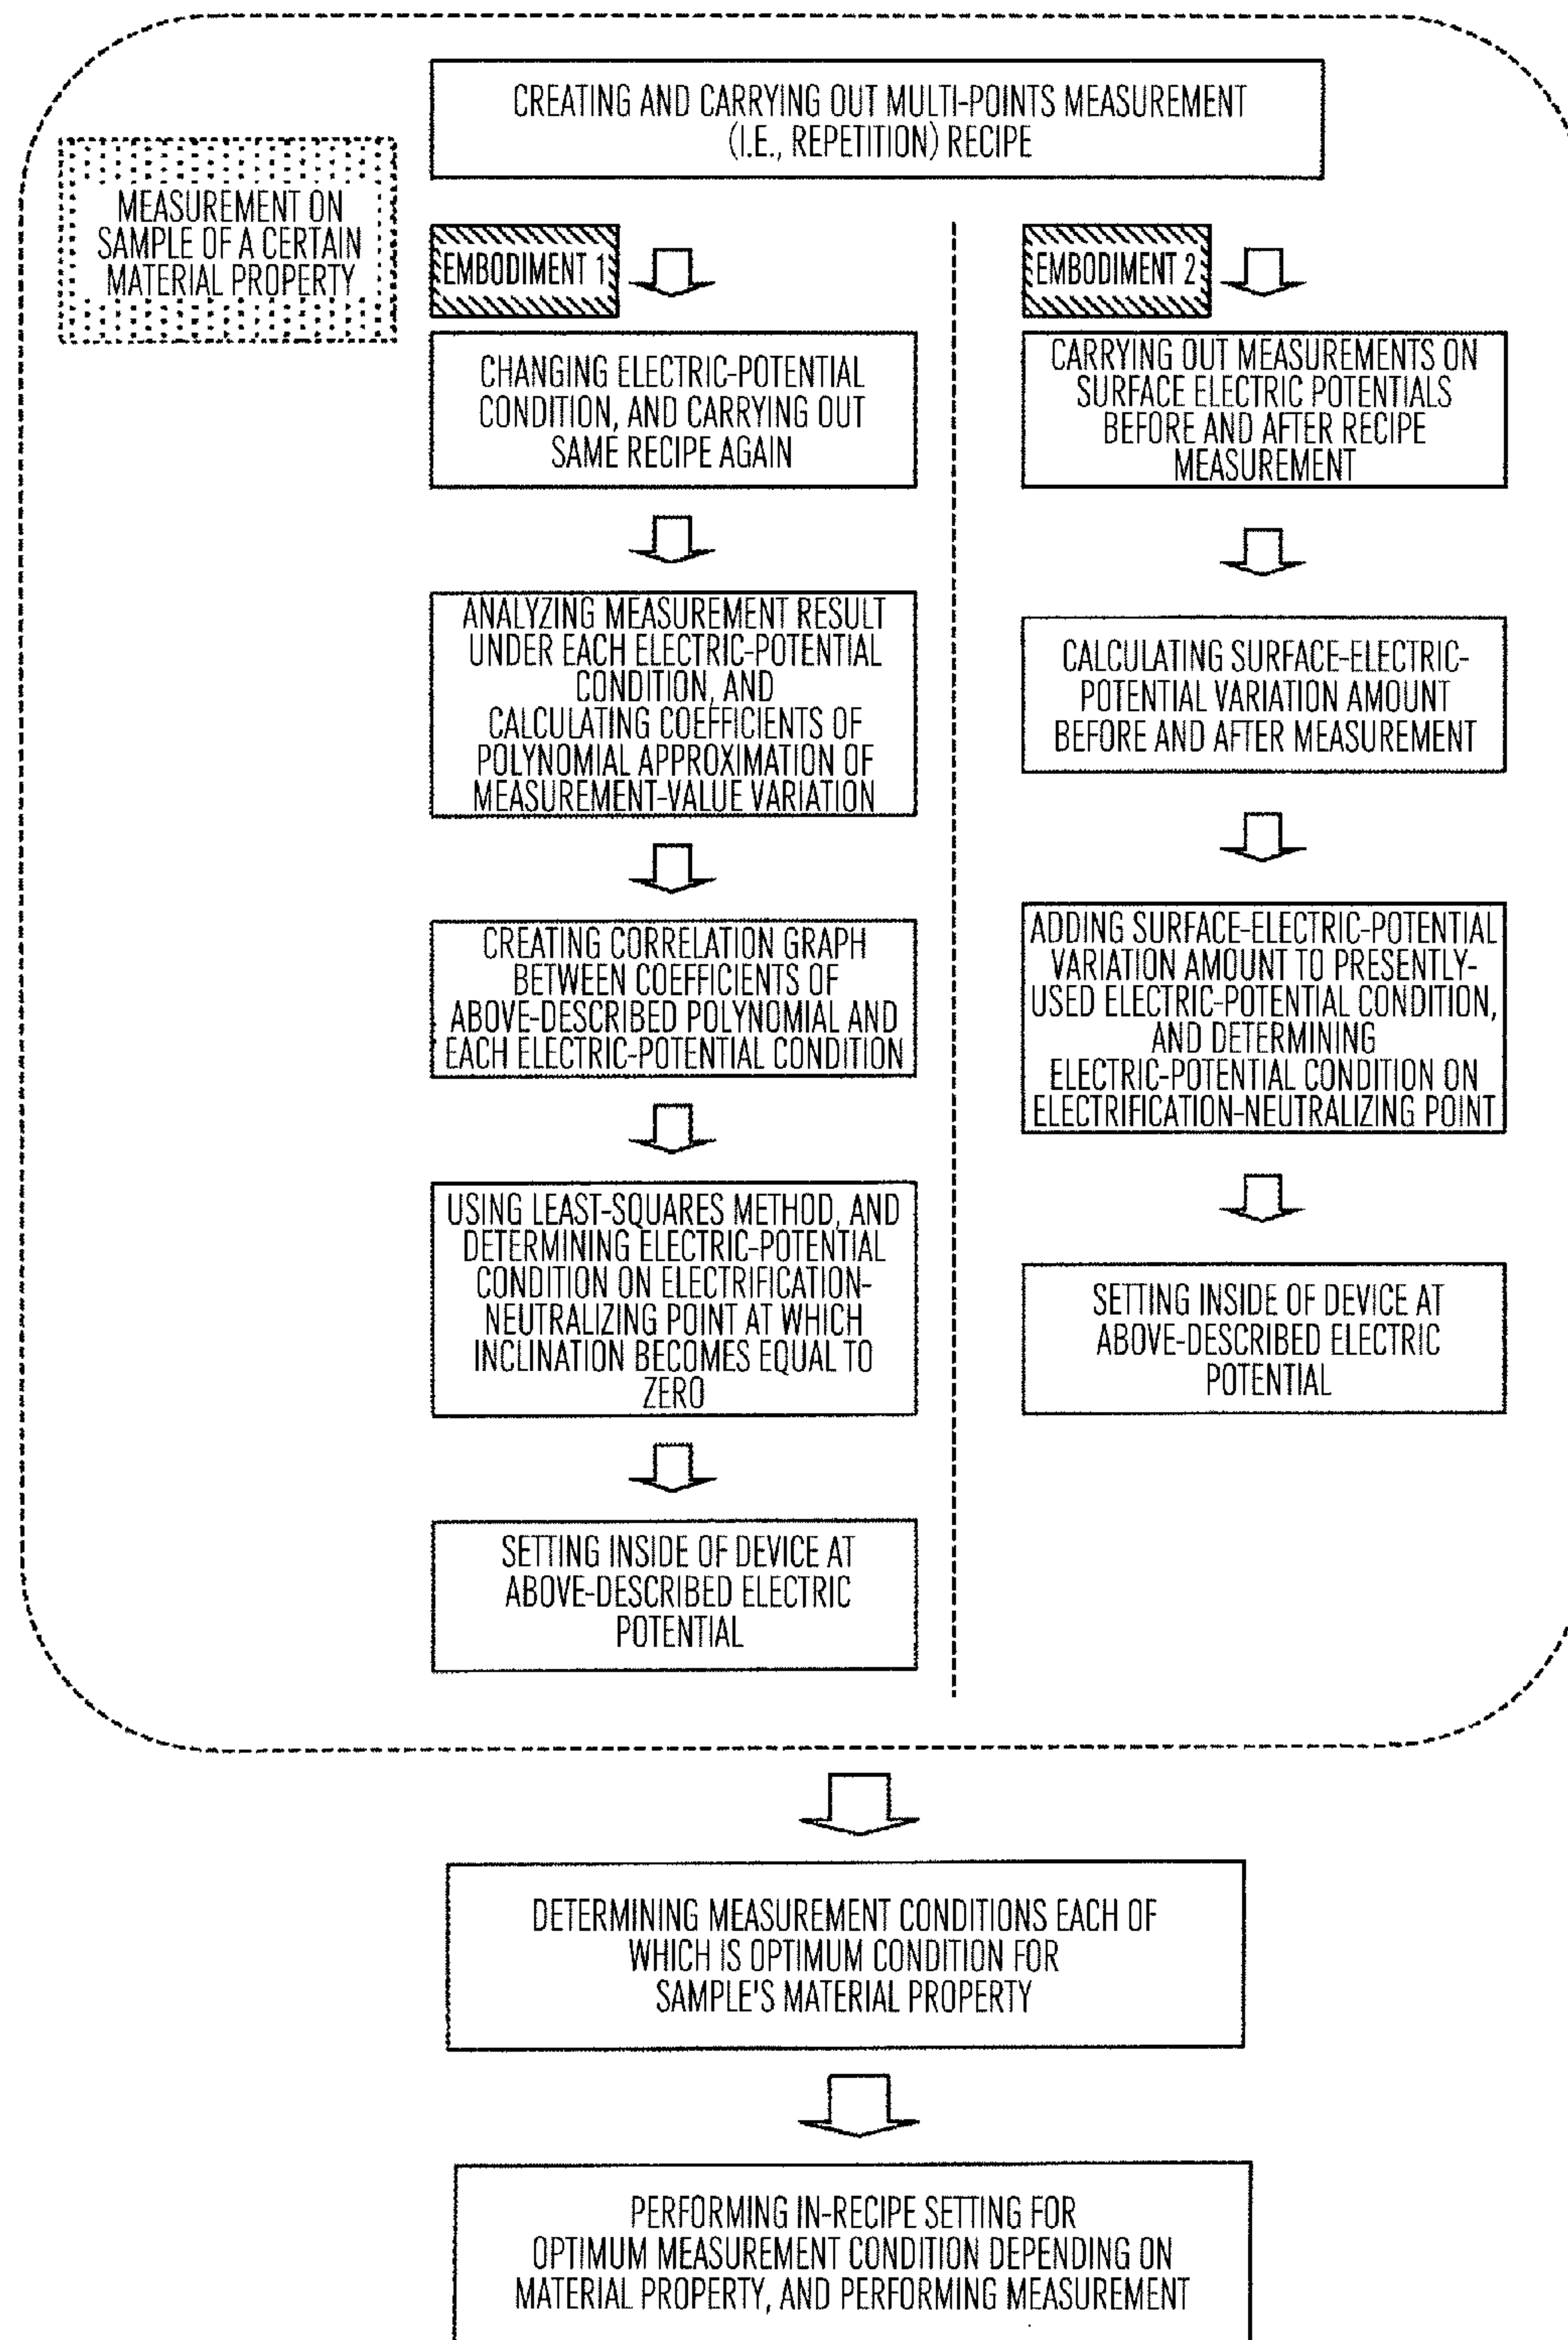 CREATING AND CARRYING OUT MULTI-POINTS MEASUREMENT
(I.E., REPETITION) RECIPE
MEASUREMENT ON
SAMPLE OF A CERTAIN
MATERIAL PROPERTY
EMBODIMENT 1
CHANGING ELECTRIC-POTENTIAL
CONDITION, AND CARRYING OUT
SAME RECIPE AGAIN
ANALYZING MEASUREMENT RESULT
UNDER EACH ELECTRIC-POTENTIAL
CONDITION, AND
CALCULATING COEFFICIENTS OF
POLYNOMIAL APPROXIMATION OF
MEASUREMENT-VALUE VARIATION
CREATING CORRELATION GRAPH
BETWEEN COEFFICIENTS OF
ABOVE-DESCRIBED POLYNOMIAL AND
EACH ELECTRIC-POTENTIAL CONDITION
USING LEAST-SQUARES METHOD, AND
DETERMINING ELECTRIC-POTENTIAL
CONDITION ON ELECTRIFICATION-
NEUTRALIZING POINT AT WHICH
INCLINATION BECOMES EQUAL TO
ZERO
SETTING INSIDE OF DEVICE AT
ABOVE-DESCRIBED ELECTRIC
POTENTIAL
EMBODIMENT 2
CARRYING OUT MEASUREMENTS ON
SURFACE ELECTRIC POTENTIALS
BEFORE AND AFTER RECIPE
MEASUREMENT
CALCULATING SURFACE-ELECTRIC-
POTENTIAL VARIATION AMOUNT
BEFORE AND AFTER MEASUREMENT
ADDING SURFACE-ELECTRIC-POTENTIAL
VARIATION AMOUNT TO PRESENTLY-
USED ELECTRIC-POTENTIAL CONDITION,
AND DETERMINING
ELECTRIC-POTENTIAL CONDITION ON
ELECTRIFICATION-NEUTRALIZING POINT
SETTING INSIDE OF DEVICE AT
ABOVE-DESCRIBED ELECTRIC
POTENTIAL
DETERMINING MEASUREMENT CONDITIONS EACH OF
WHICH IS OPTIMUM CONDITION FOR
SAMPLE'S MATERIAL PROPERTY
PERFORMING IN-RECIPE SETTING FOR
OPTIMUM MEASUREMENT CONDITION DEPENDING ON
MATERIAL PROPERTY, AND PERFORMING MEASUREMENT